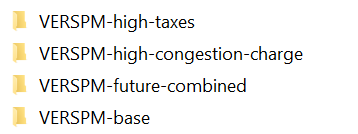 VERSPM-high-taxes
VERSPM-high-congestion-charge
VERSPM-future-combined
VERSPM-base